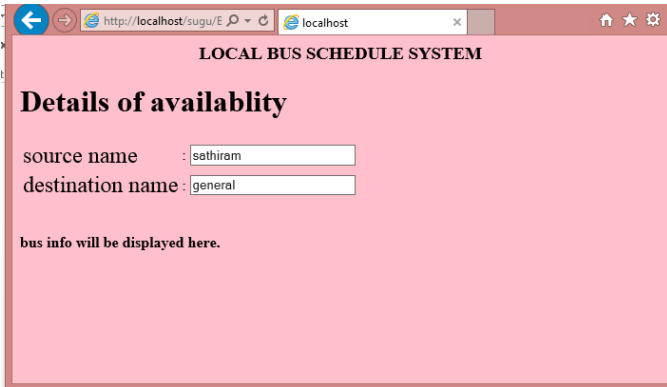 http://localhost/sugu/E
localhost
LOCAL BUS SCHEDULE SYSTEM
Details of availablity
source name : sathiram
destination name : general
bus info will be displayed here.